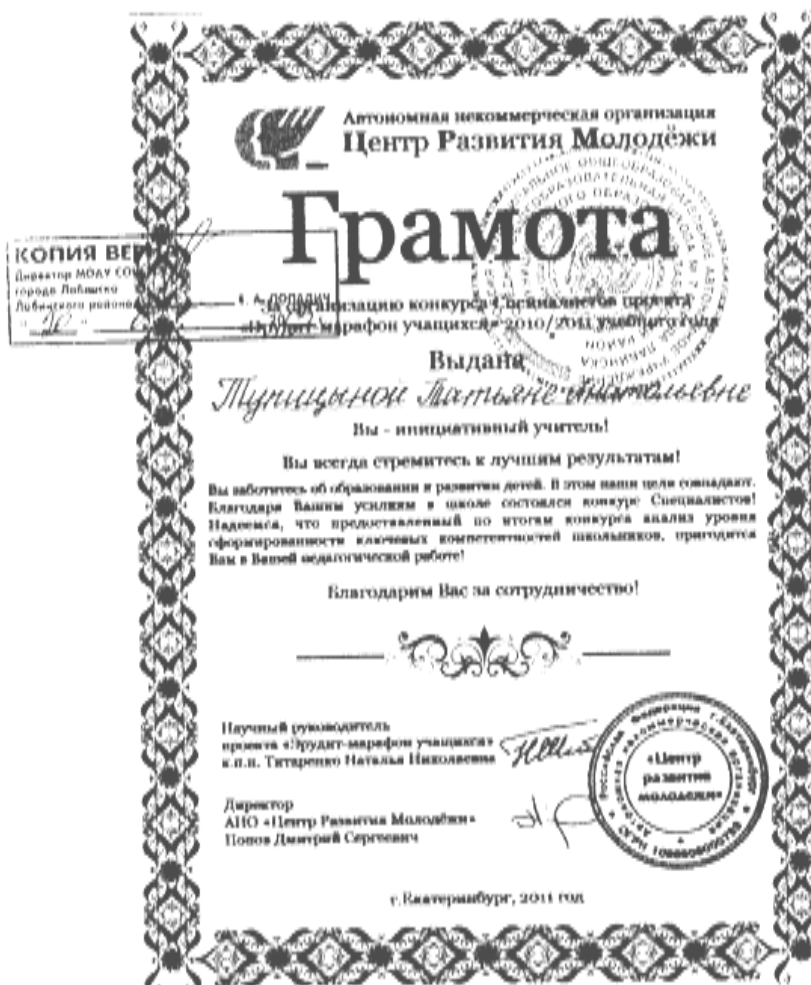 Автономная некоммерческая организация
Центр Развития Молодёжи
Грамота
КОПИЯ
Директор МОАУ
города Лабинска
Лабинского района
за организацию конкурса Специалистов проекта
«Эрудит-марафон учащихся» 2010/2011 учебного года
Выдана
Тупицыной Татьяне Анатольевне
Вы - инициативный учитель!
Вы всегда стремитесь к лучшим результатам!
Вы заботитесь об образовании и развитии детей. В этом наши цели совпадают.
Благодаря Вашим усилиям в школе состоялся конкурс Специалистов!
Надеемся, что предоставленный по итогам конкурса анализ уровня
сформированности ключевых компетентностей школьников, пригодится
Вам в Вашей педагогической работе!
Благодарим Вас за сотрудничество!
Научный руководитель
проекта «Эрудит-марафон учащихся»
к.п.н. Титаренко Наталья Николаевна
Директор
АНО «Центр Развития Молодёжи»
Попов Дмитрий Сергеевич
«Центр
развития
молодежи»
г.Екатеринбург, 2011 год